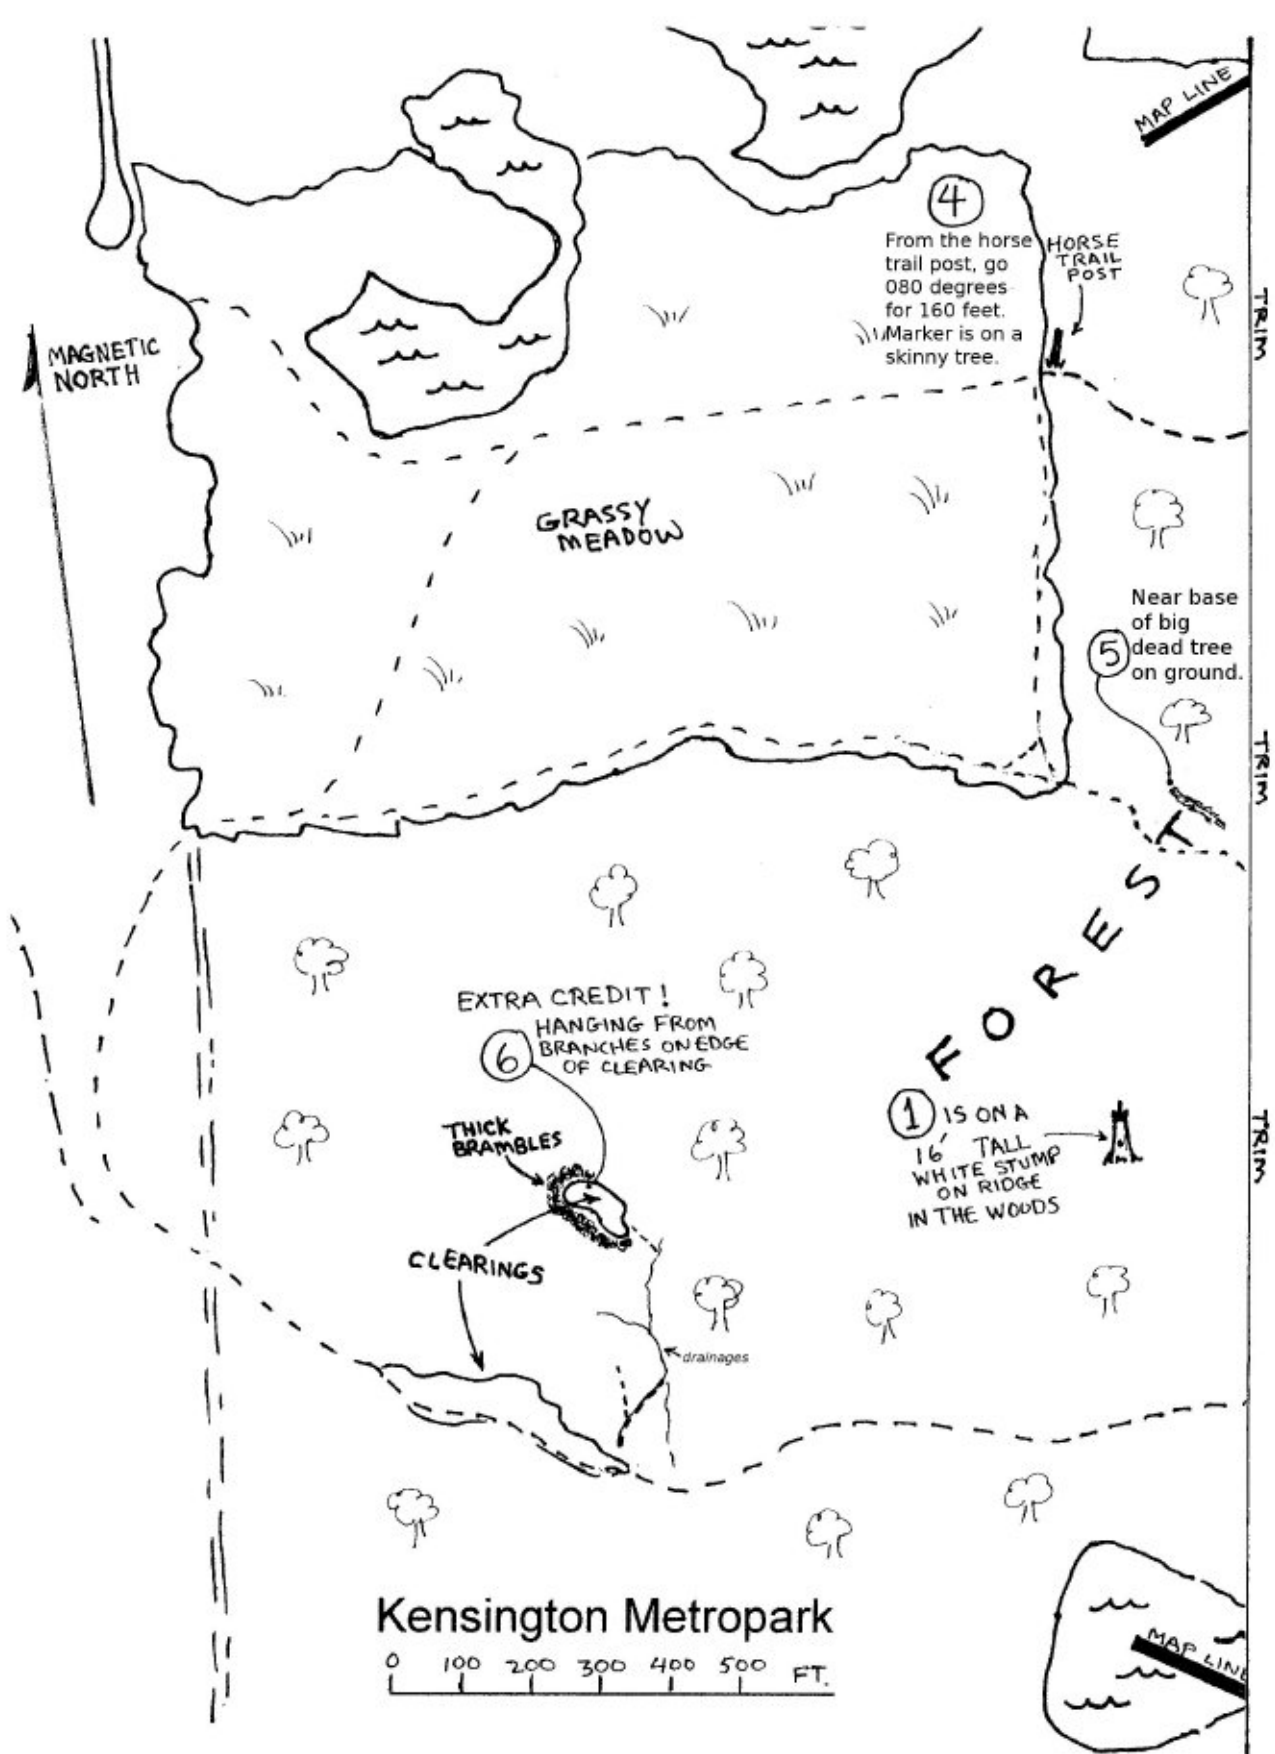 MAP LINE
4
From the horse
trail post, go
080 degrees
for 160 feet.
Marker is on a
skinny tree.
HORSE
TRAIL
POST
TRIM
MAGNETIC
NORTH
GRASSY
MEADOW
Near base
of big
dead tree
on ground.
5
TRIM
FOREST
EXTRA CREDIT!
6
HANGING FROM
BRANCHES ON EDGE
OF CLEARING
THICK
BRAMBLES
1 IS ON A
16' TALL
WHITE STUMP
ON RIDGE
IN THE WOODS
TRIM
CLEARINGS
drainages
Kensington Metropark
0 100 200 300 400 500 FT.
MAP LINE